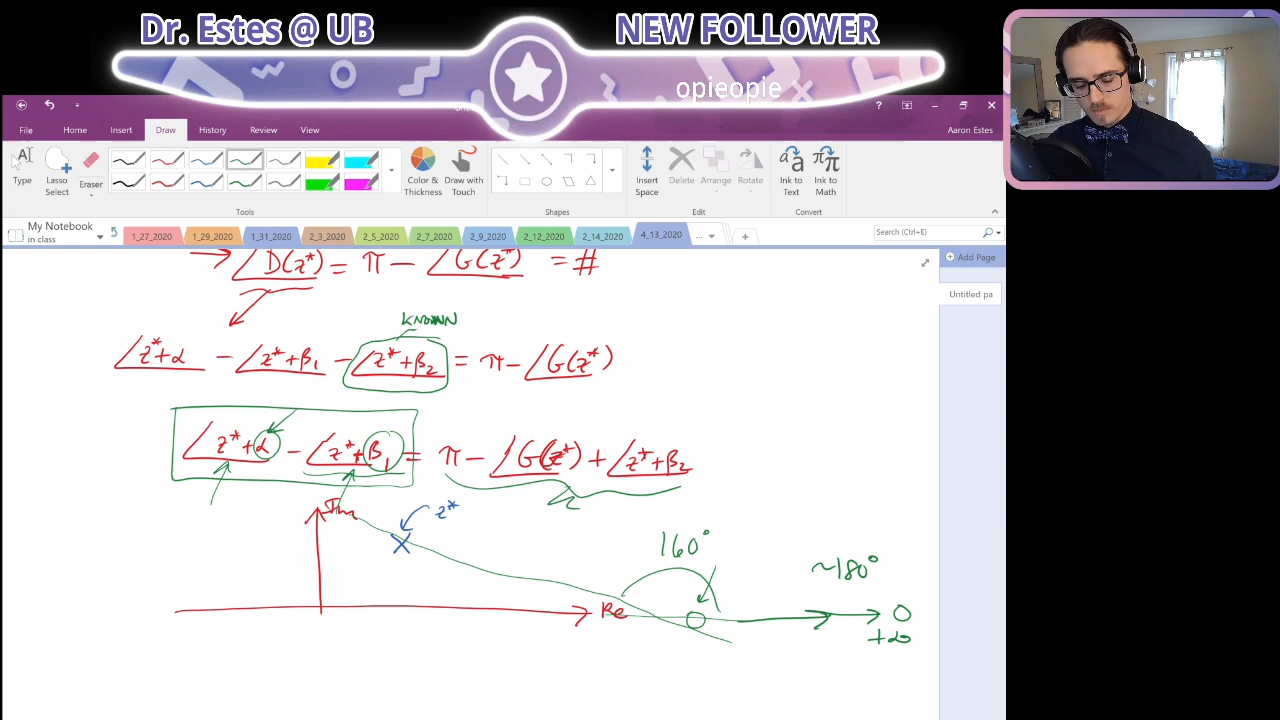 Dr. Estes @ UB
NEW FOLLOWER
opieopie
File Home Insert Draw History Review View
Aaron Estes
Type
Lasso Select
Eraser
Color & Thickness
Draw with Touch
Insert Space
Delete
Arrange
Rotate
Ink to Text
Ink to Math
Tools
Shapes
Edit
Convert
My Notebook
in class
1_27_2020 1_29_2020 1_31_2020 2_3_2020 2_5_2020 2_7_2020 2_9_2020 2_12_2020 2_14_2020 4_13_2020 ...
Search (Ctrl+E)
Add Page
Untitled pa
→ ∠D(z*) = π - ∠G(z*) = #
KNOWN
∠z*+α - ∠z*+β₁ - ∠z*+β₂ = π - ∠G(z*)
∠z*+α - ∠z*+β₁ = π - ∠G(z*) + ∠z*+β₂
Im
z*
160°
~180°
Re
+∞